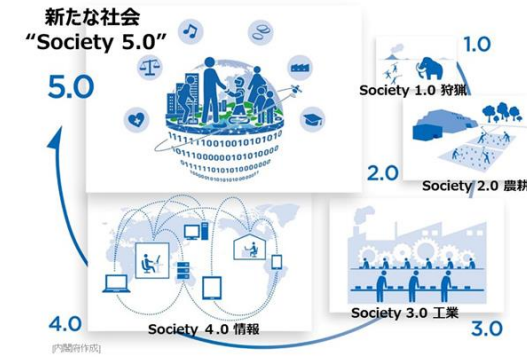 新たな社会
“Society 5.0”
5.0
1.0
Society 1.0 狩猟
2.0
Society 2.0 農耕
Society 3.0 工業
3.0
Society 4.0 情報
4.0
[内閣府作成]